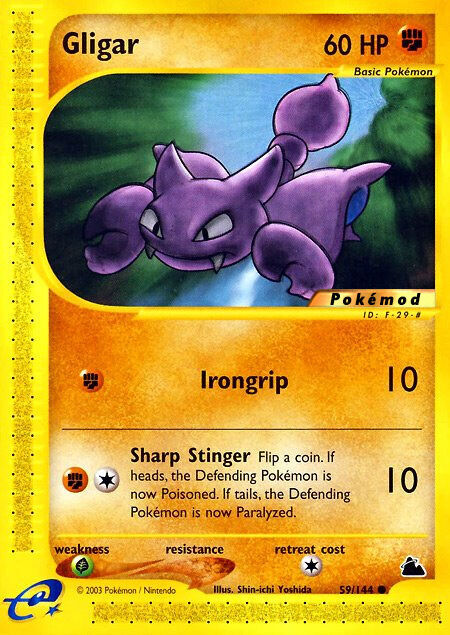 Gligar
60 HP
Basic Pokémon
Pokémod
ID: F-29-#
Irongrip 10
Sharp Stinger Flip a coin. If
heads, the Defending Pokémon is
now Poisoned. If tails, the Defending
Pokémon is now Paralyzed.
10
weakness resistance retreat cost
© 2003 Pokémon / Nintendo Illus. Shin-ichi Yoshida 59/144
e